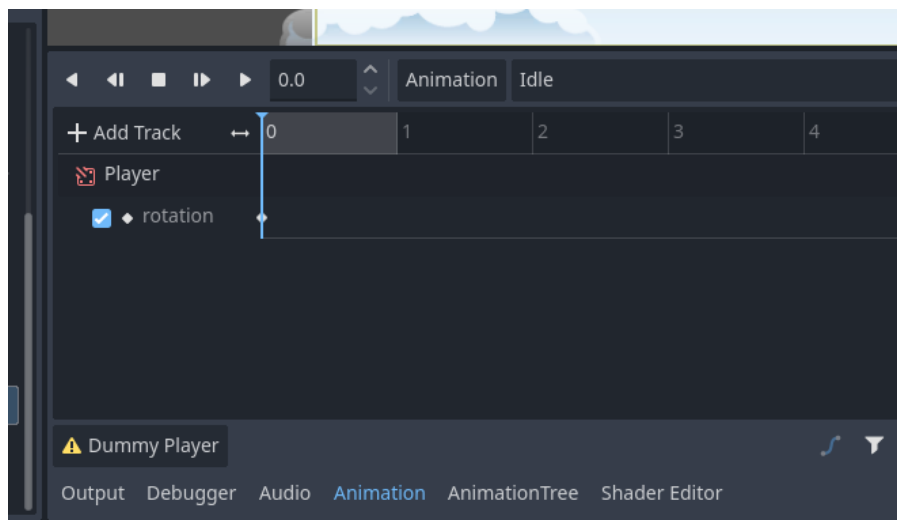 0.0 Animation Idle
Add Track 0 1 2 3 4
Player
rotation
Dummy Player
Output Debugger Audio Animation AnimationTree Shader Editor